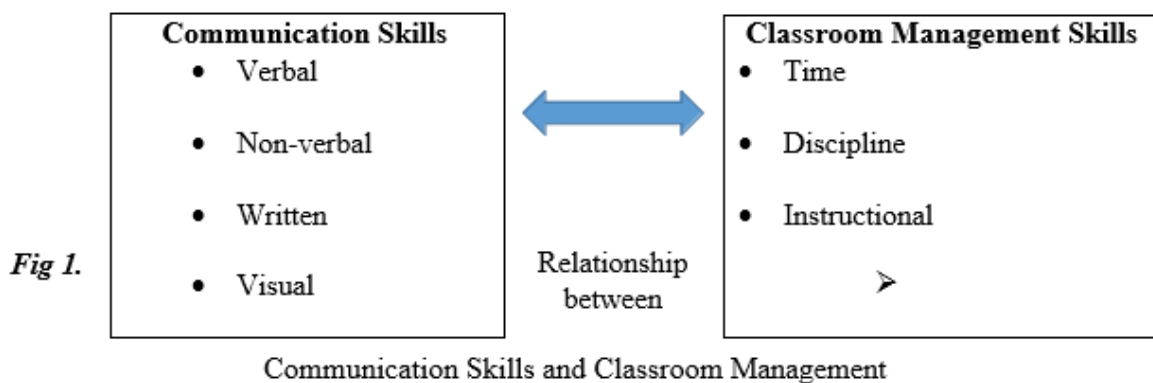 Communication Skills
• Verbal
• Non-verbal
• Written
• Visual
Classroom Management Skills
• Time
• Discipline
• Instructional
➢
Fig 1.
Relationship
between
Communication Skills and Classroom Management